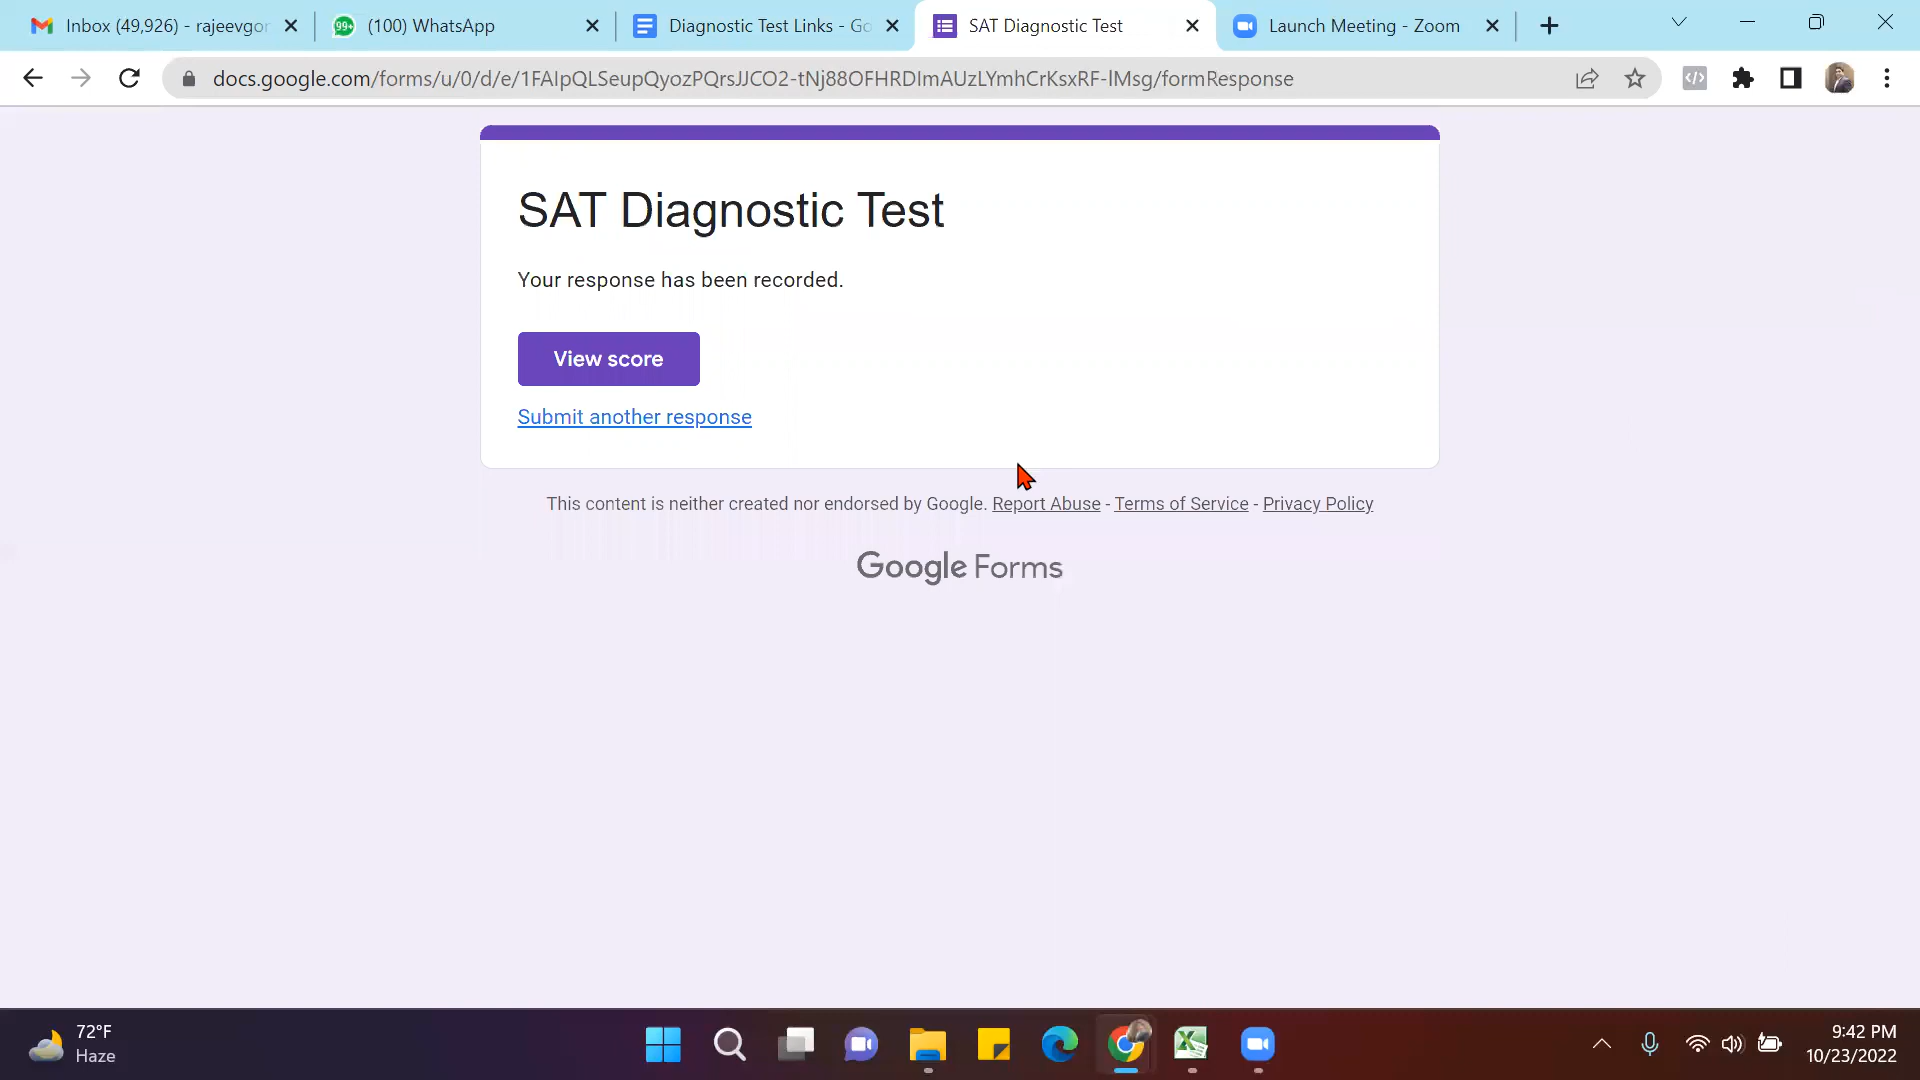 Inbox (49,926) - rajeevgor
(100) WhatsApp
Diagnostic Test Links - Go
SAT Diagnostic Test
Launch Meeting - Zoom
docs.google.com/forms/u/0/d/e/1FAIpQLSeupQyozPQrsJJCO2-tNj88OFHRDImAUzLYmhCrKsxRF-lMsg/formResponse
SAT Diagnostic Test
Your response has been recorded.
View score
Submit another response
This content is neither created nor endorsed by Google. Report Abuse - Terms of Service - Privacy Policy
Google Forms
72°F
Haze
9:42 PM
10/23/2022
99+